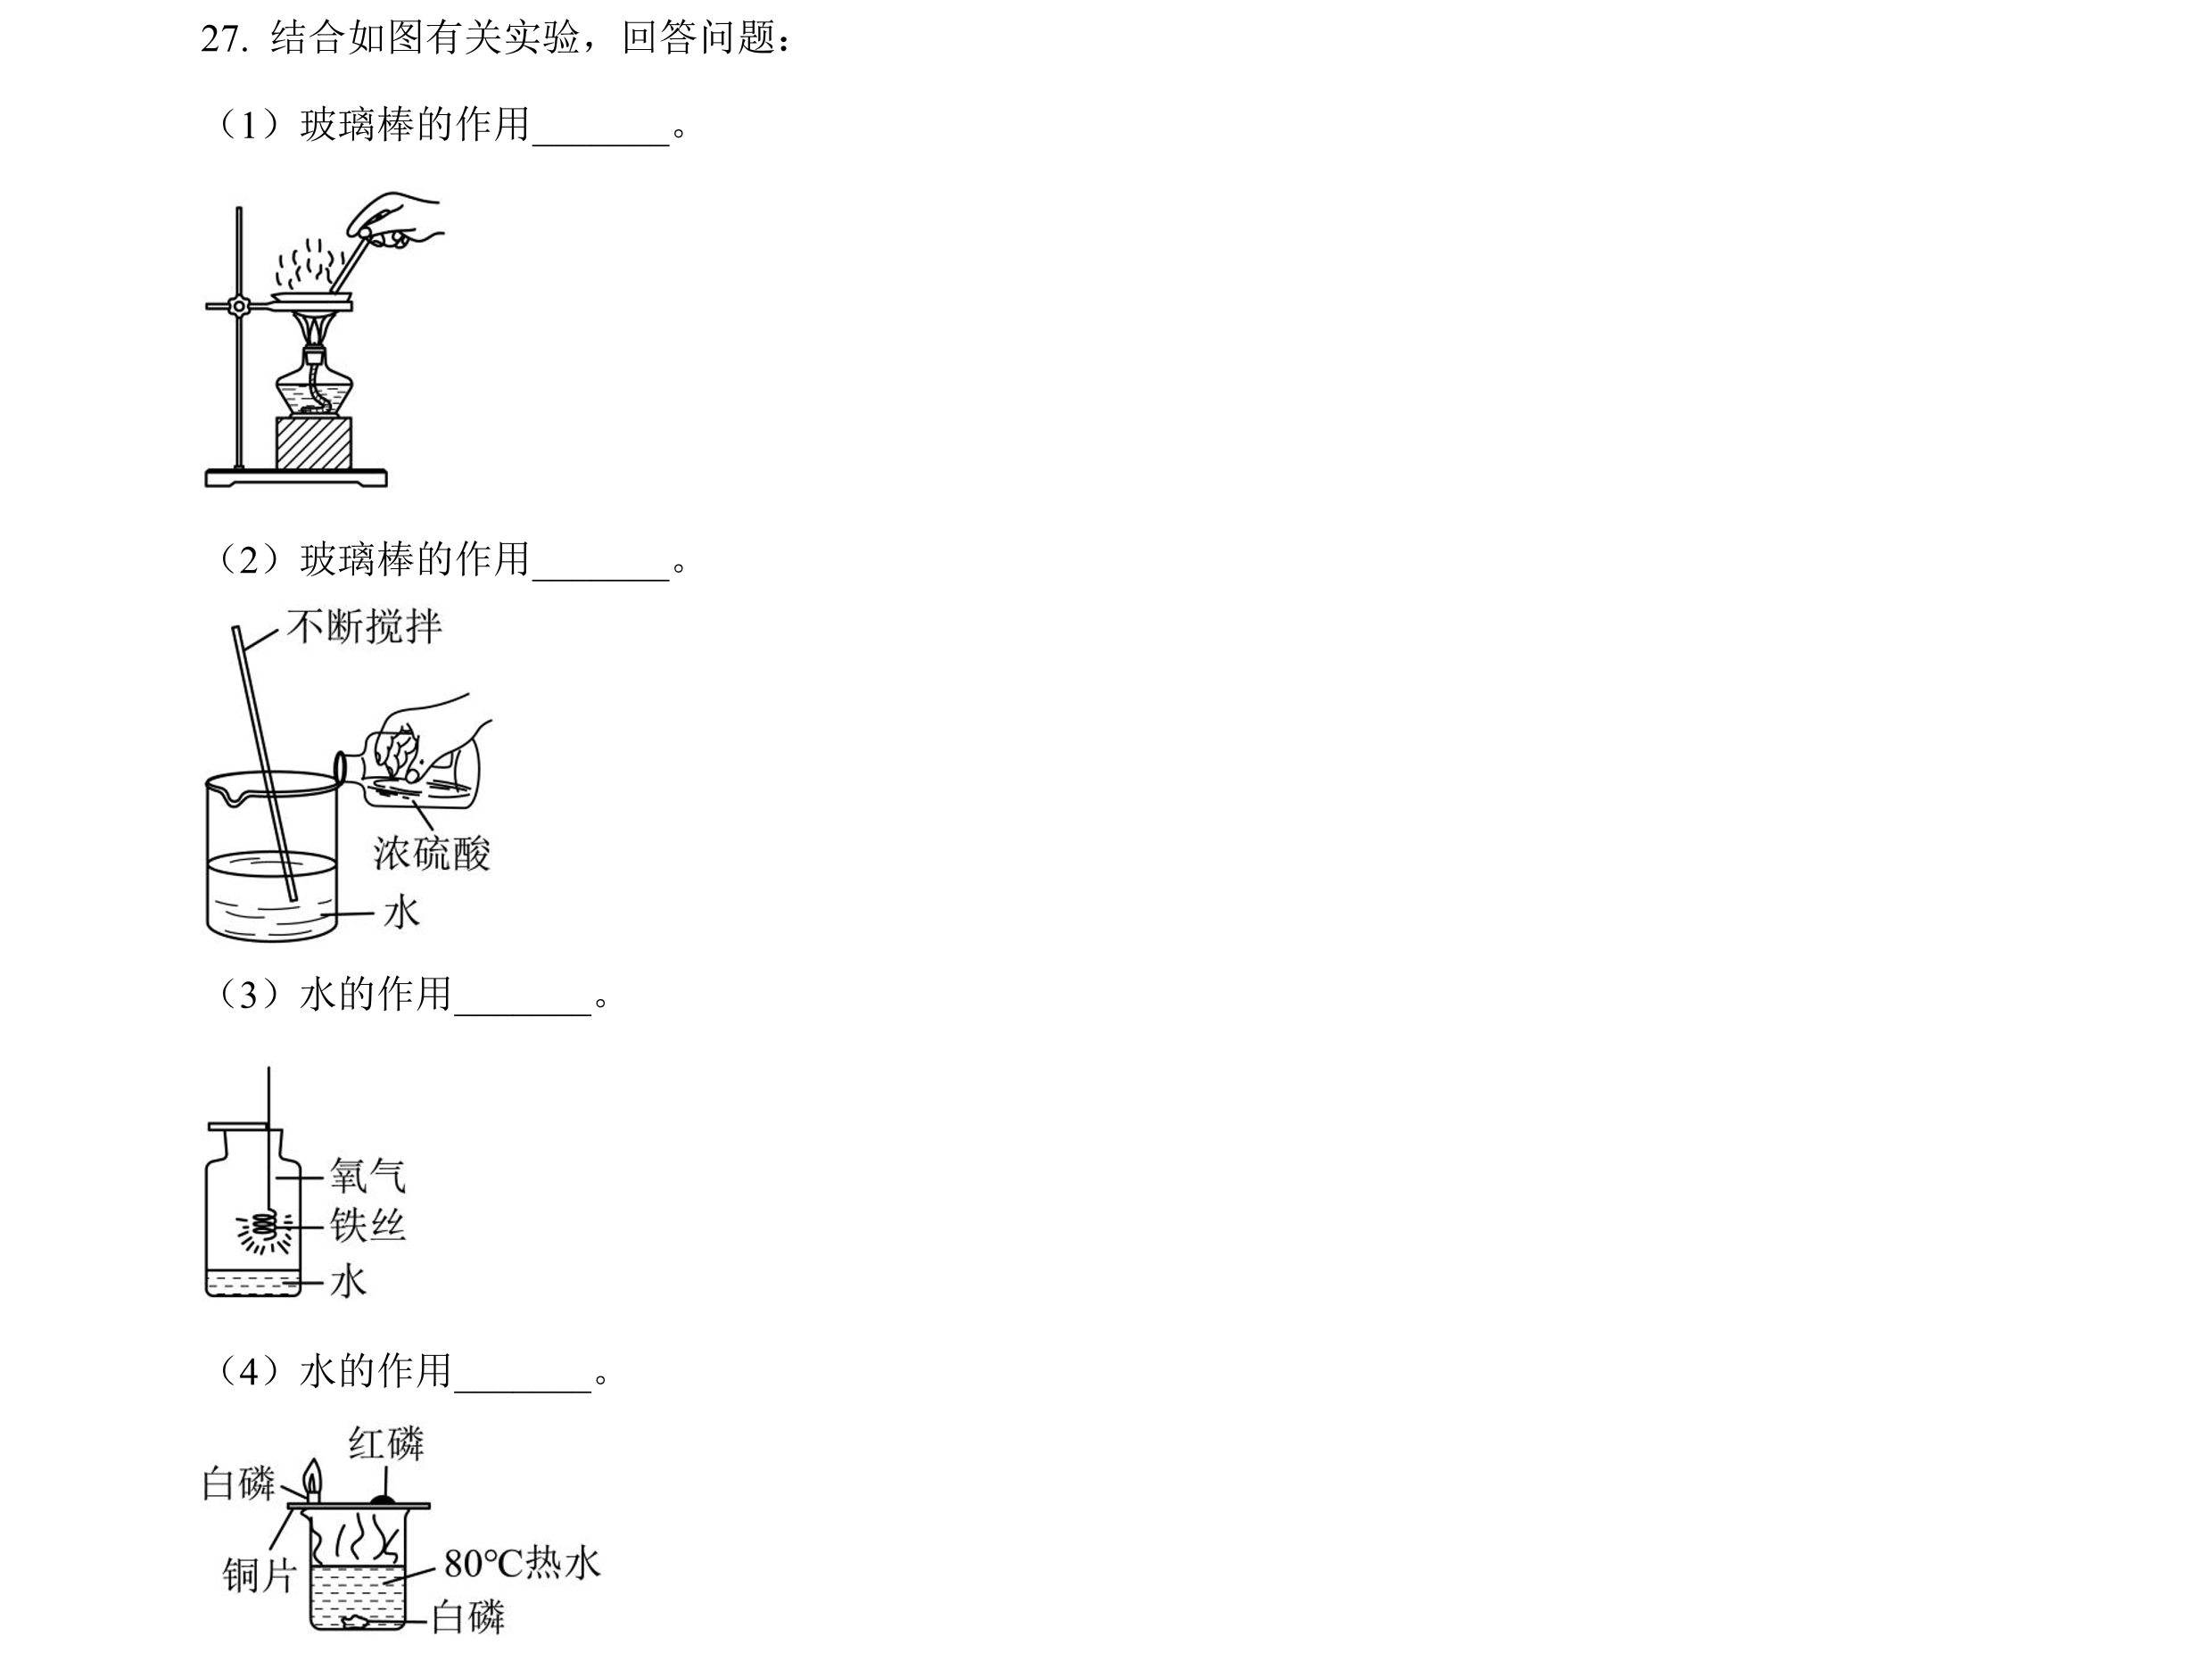 27. 结合如图有关实验，回答问题：
（1）玻璃棒的作用_______。
（2）玻璃棒的作用_______。
不断搅拌
浓硫酸
水
（3）水的作用_______。
氧气
铁丝
水
（4）水的作用_______。
红磷
白磷
铜片
80℃热水
白磷